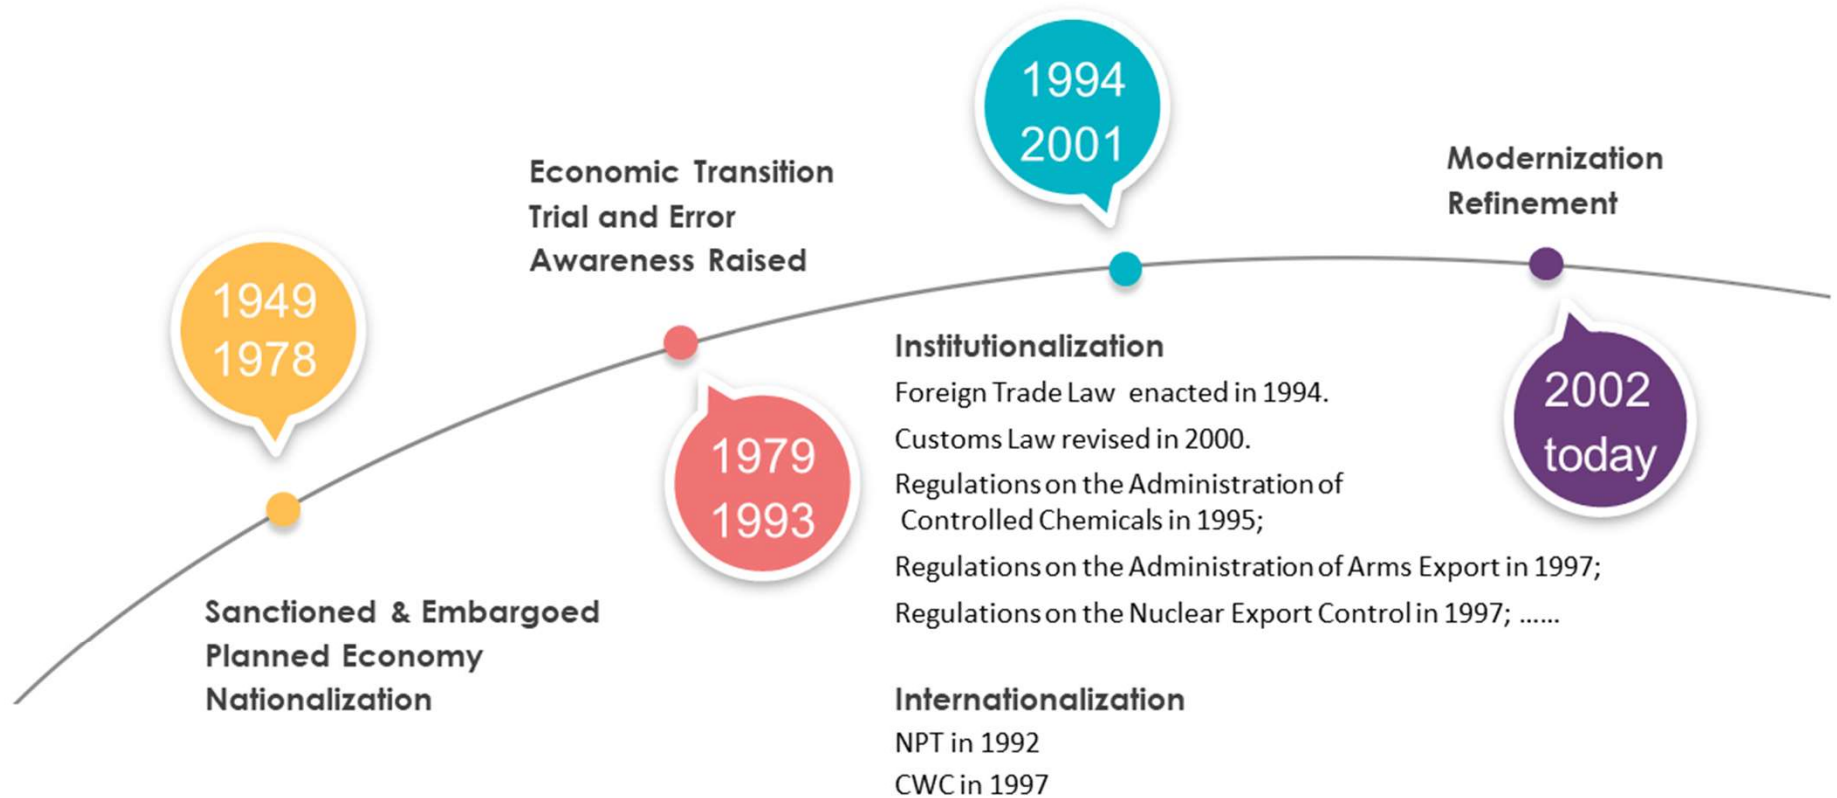 1949
1978
Sanctioned & Embargoed
Planned Economy
Nationalization
Economic Transition
Trial and Error
Awareness Raised
1979
1993
1994
2001
Institutionalization
Foreign Trade Law enacted in 1994.
Customs Law revised in 2000.
Regulations on the Administration of
Controlled Chemicals in 1995;
Regulations on the Administration of Arms Export in 1997;
Regulations on the Nuclear Export Control in 1997; ......
Internationalization
NPT in 1992
CWC in 1997
Modernization
Refinement
2002
today